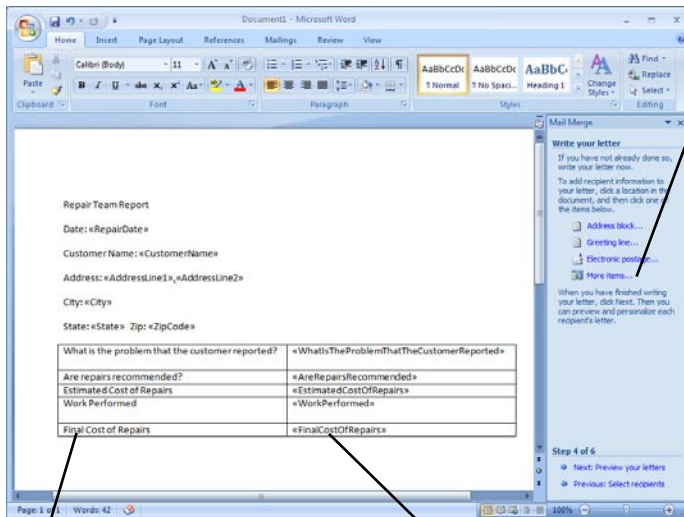 Document1 - Microsoft Word
Home Insert Page Layout References Mailings Review View
Paste
Calibri (Body) 11
B I U abc x, x² Aa
AaBbCcDc AaBbCcDc AaBbC
¶ Normal ¶ No Spaci... Heading 1
Change Styles
Find
Replace
Select
Clipboard Font Paragraph Styles Editing
Mail Merge
Write your letter
If you have not already done so,
write your letter now.
To add recipient information to
your letter, click a location in the
document, and then click one of
the items below.
Address block...
Greeting line...
Electronic postage...
More items...
When you have finished writing
your letter, click Next. Then you
can preview and personalize each
recipient's letter.
Step 4 of 6
Next: Preview your letters
Previous: Select recipients
Repair Team Report
Date: «RepairDate»
Customer Name: «CustomerName»
Address: «AddressLine1»,«AddressLine2»
City: «City»
State: «State» Zip: «ZipCode»
What is the problem that the customer reported? «WhatIsTheProblemThatTheCustomerReported»
Are repairs recommended? «AreRepairsRecommended»
Estimated Cost of Repairs «EstimatedCostOfRepairs»
Work Performed «WorkPerformed»
Final Cost of Repairs «FinalCostOfRepairs»
Page: 1 of 1 Words: 42 100%